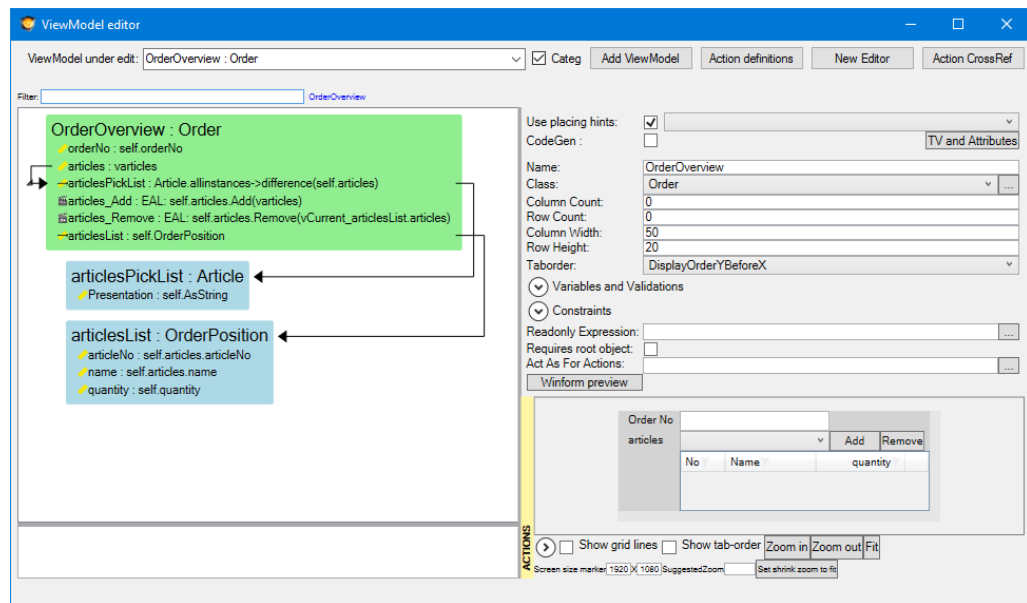 ViewModel editor
ViewModel under edit: OrderOverview : Order Categ Add ViewModel Action definitions New Editor Action CrossRef
Filter: OrderOverview
OrderOverview : Order
orderNo : self.orderNo
articles : varticles
articlesPickList : Article.allinstances->difference(self.articles)
articles_Add : EAL: self.articles.Add(varticles)
articles_Remove : EAL: self.articles.Remove(vCurrent_articlesList.articles)
articlesList : self.OrderPosition
articlesPickList : Article
Presentation : self.AsString
articlesList : OrderPosition
articleNo : self.articles.articleNo
name : self.articles.name
quantity : self.quantity
Use placing hints:
CodeGen : TV and Attributes
Name: OrderOverview
Class: Order ...
Column Count: 0
Row Count: 0
Column Width: 50
Row Height: 20
Taborder: DisplayOrderYBeforeX
Variables and Validations
Constraints
Readonly Expression: ...
Requires root object:
Act As For Actions: ...
Winform preview
Order No
articles Add Remove
No Name quantity
ACTIONS
Show grid lines Show tab-order Zoom in Zoom out Fit
Screen size marker 1920 X 1080 SuggestedZoom Set shrink zoom to fit